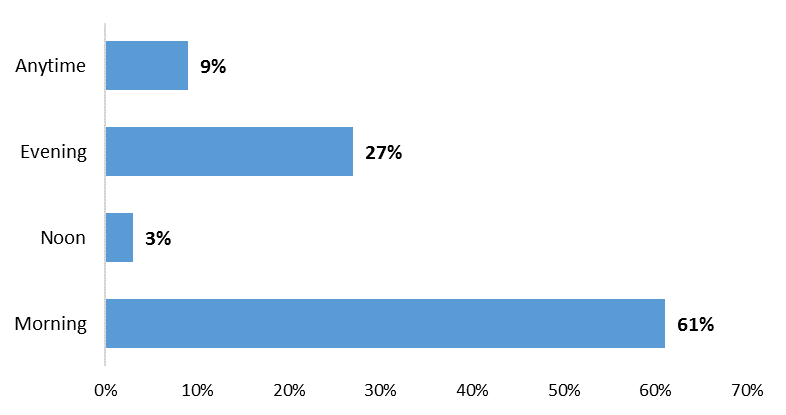 Anytime 9%
Evening 27%
Noon 3%
Morning 61%
0% 10% 20% 30% 40% 50% 60% 70%